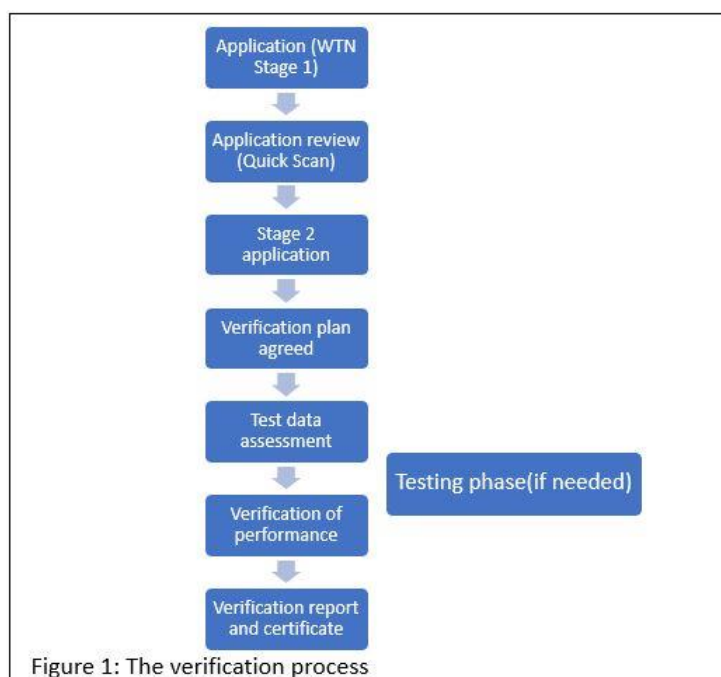 Application (WTN
Stage 1)
Application review
(Quick Scan)
Stage 2
application
Verification plan
agreed
Test data
assessment
Testing phase(if needed)
Verification of
performance
Verification report
and certificate
Figure 1: The verification process